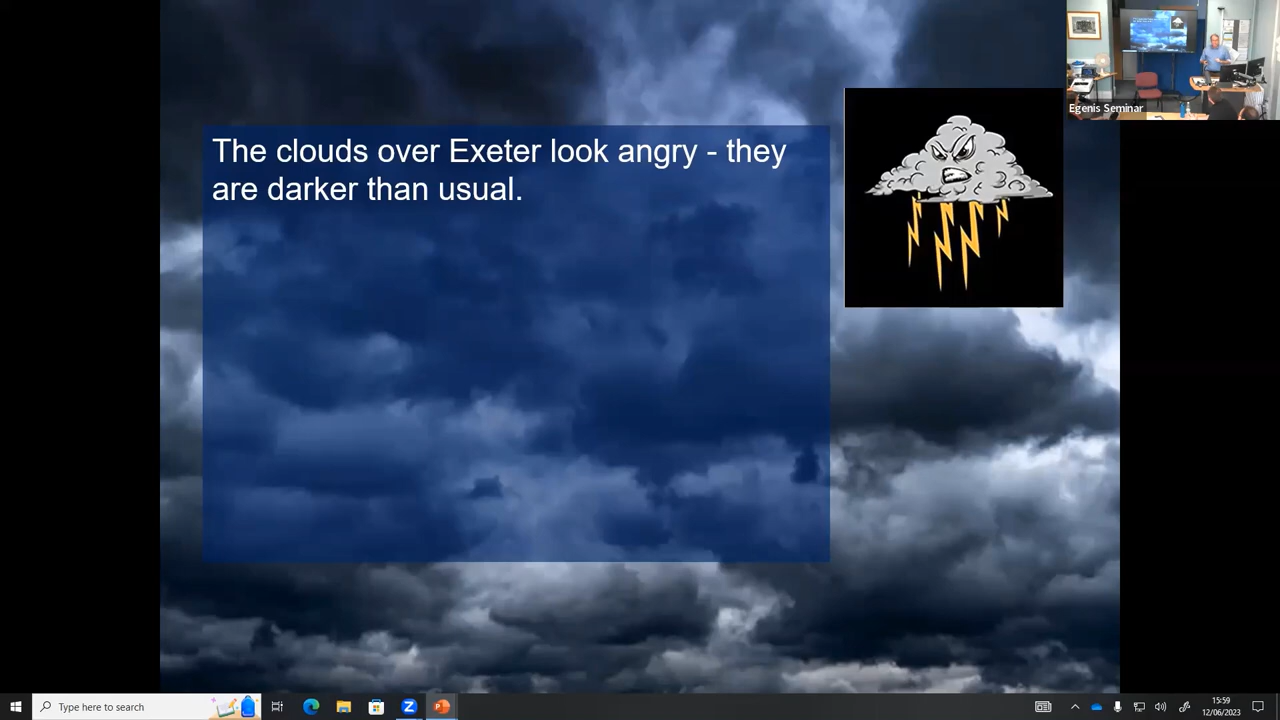 The clouds over Exeter look angry - they
are darker than usual.
Egenis Seminar
Type here to search
15:59
12/06/2023